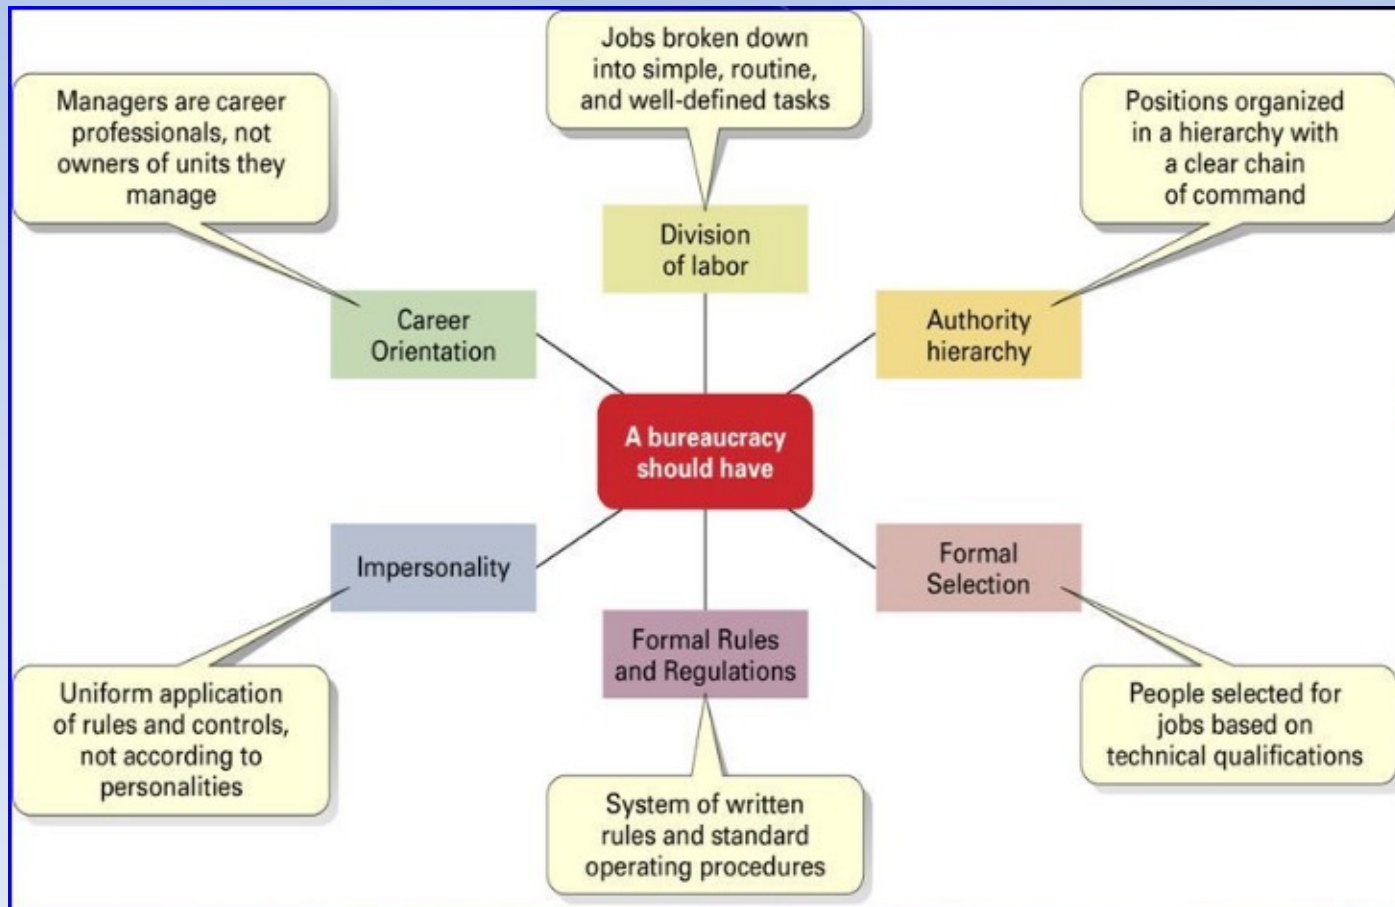 Jobs broken down
into simple, routine,
and well-defined tasks
Managers are career
professionals, not
owners of units they
manage
Positions organized
in a hierarchy with
a clear chain
of command
Division
of labor
Career
Orientation
Authority
hierarchy
A bureaucracy
should have
Impersonality
Formal
Selection
Formal Rules
and Regulations
Uniform application
of rules and controls,
not according to
personalities
People selected for
jobs based on
technical qualifications
System of written
rules and standard
operating procedures